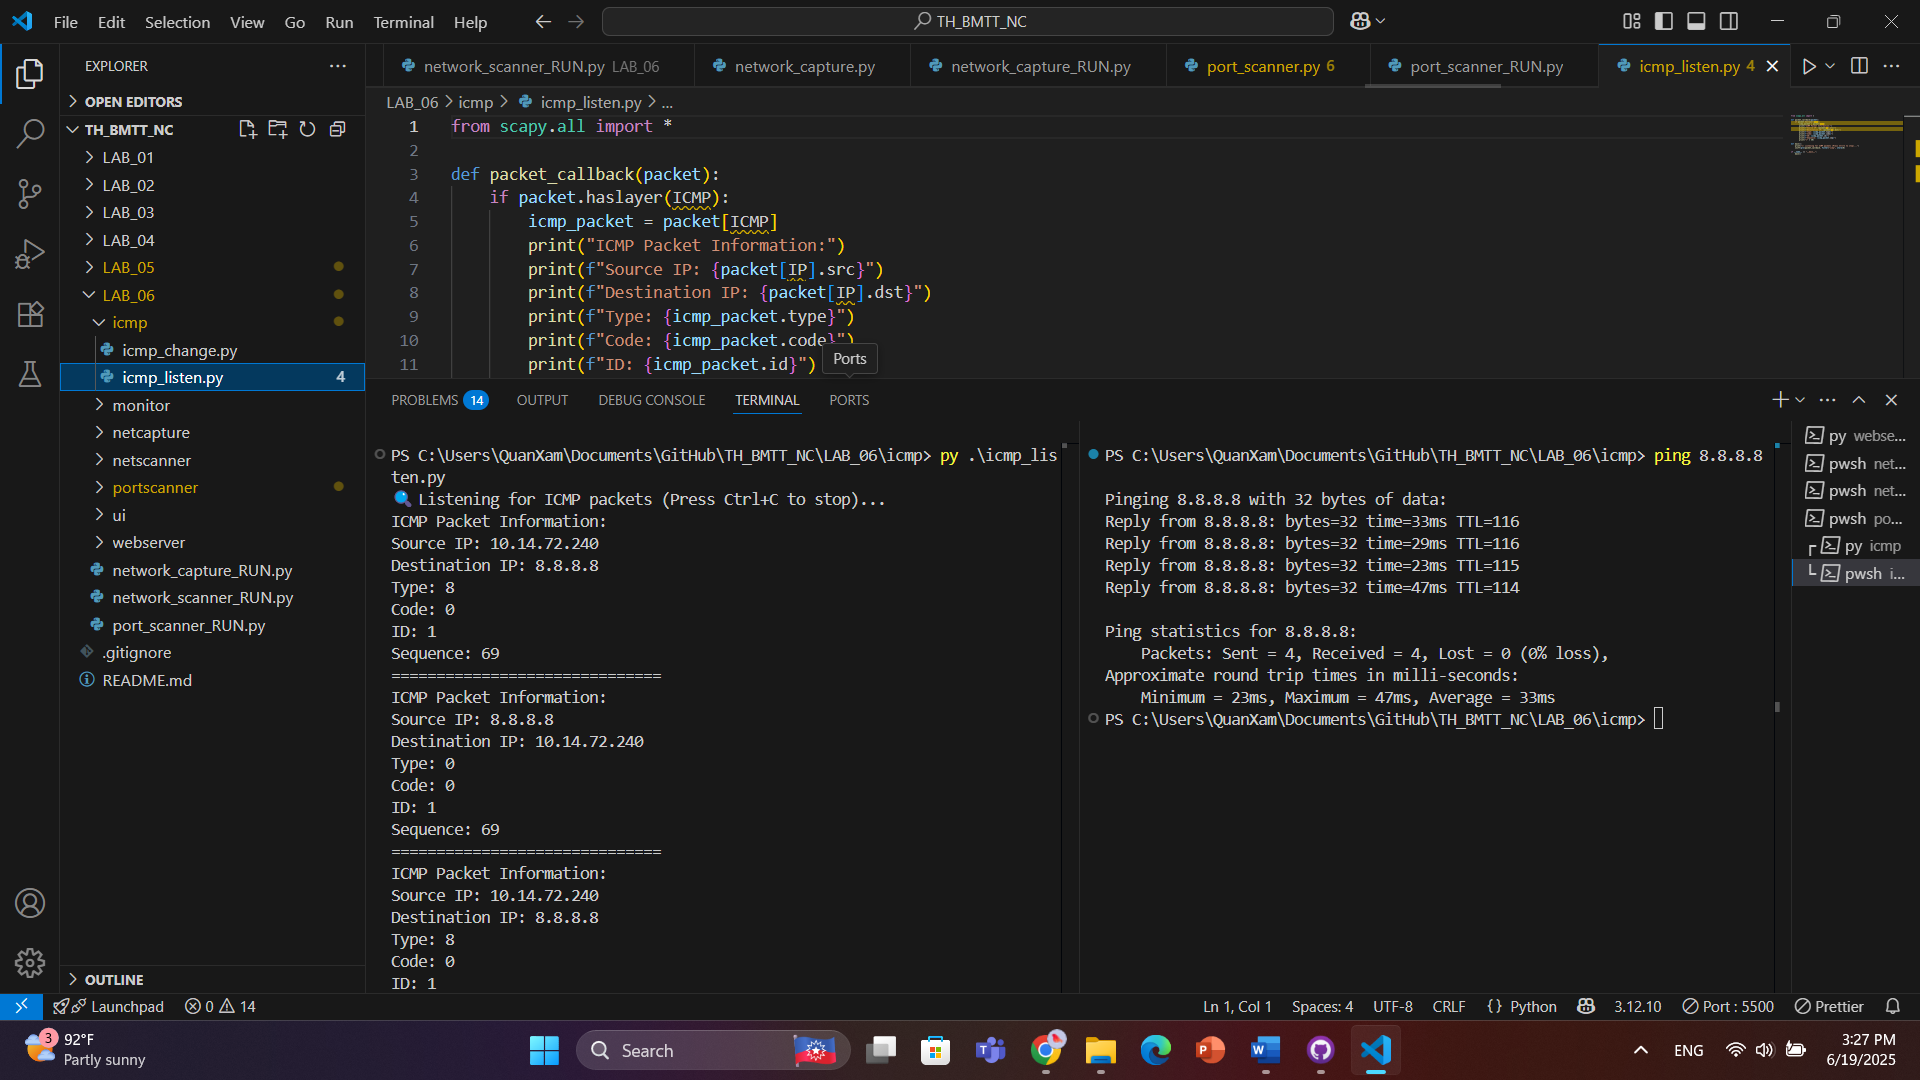 File Edit Selection View Go Run Terminal Help
TH_BMTT_NC
EXPLORER
OPEN EDITORS
TH_BMTT_NC
LAB_01
LAB_02
LAB_03
LAB_04
LAB_05
LAB_06
icmp
icmp_change.py
icmp_listen.py 4
monitor
netcapture
netscanner
portscanner
ui
webserver
network_capture_RUN.py
network_scanner_RUN.py
port_scanner_RUN.py
.gitignore
README.md
OUTLINE
network_scanner_RUN.py LAB_06
network_capture.py
network_capture_RUN.py
port_scanner.py 6
port_scanner_RUN.py
icmp_listen.py 4
LAB_06 > icmp > icmp_listen.py > ...
1 from scapy.all import *
2
3 def packet_callback(packet):
4 if packet.haslayer(ICMP):
5 icmp_packet = packet[ICMP]
6 print("ICMP Packet Information:")
7 print(f"Source IP: {packet[IP].src}")
8 print(f"Destination IP: {packet[IP].dst}")
9 print(f"Type: {icmp_packet.type}")
10 print(f"Code: {icmp_packet.code}")
11 print(f"ID: {icmp_packet.id}")
Ports
PROBLEMS 14 OUTPUT DEBUG CONSOLE TERMINAL PORTS
PS C:\Users\QuanXam\Documents\GitHub\TH_BMTT_NC\LAB_06\icmp> py .\icmp_lis
ten.py
Listening for ICMP packets (Press Ctrl+C to stop)...
ICMP Packet Information:
Source IP: 10.14.72.240
Destination IP: 8.8.8.8
Type: 8
Code: 0
ID: 1
Sequence: 69
==============================
ICMP Packet Information:
Source IP: 8.8.8.8
Destination IP: 10.14.72.240
Type: 0
Code: 0
ID: 1
Sequence: 69
==============================
ICMP Packet Information:
Source IP: 10.14.72.240
Destination IP: 8.8.8.8
Type: 8
Code: 0
ID: 1
PS C:\Users\QuanXam\Documents\GitHub\TH_BMTT_NC\LAB_06\icmp> ping 8.8.8.8
Pinging 8.8.8.8 with 32 bytes of data:
Reply from 8.8.8.8: bytes=32 time=33ms TTL=116
Reply from 8.8.8.8: bytes=32 time=29ms TTL=116
Reply from 8.8.8.8: bytes=32 time=23ms TTL=115
Reply from 8.8.8.8: bytes=32 time=47ms TTL=114
Ping statistics for 8.8.8.8:
Packets: Sent = 4, Received = 4, Lost = 0 (0% loss),
Approximate round trip times in milli-seconds:
Minimum = 23ms, Maximum = 47ms, Average = 33ms
PS C:\Users\QuanXam\Documents\GitHub\TH_BMTT_NC\LAB_06\icmp>
py webse...
pwsh net...
pwsh net...
pwsh po...
py icmp
pwsh i...
Launchpad 0 14
Ln 1, Col 1 Spaces: 4 UTF-8 CRLF {} Python 3.12.10 Port : 5500 Prettier
3
92°F
Partly sunny
Search
ENG
3:27 PM
6/19/2025